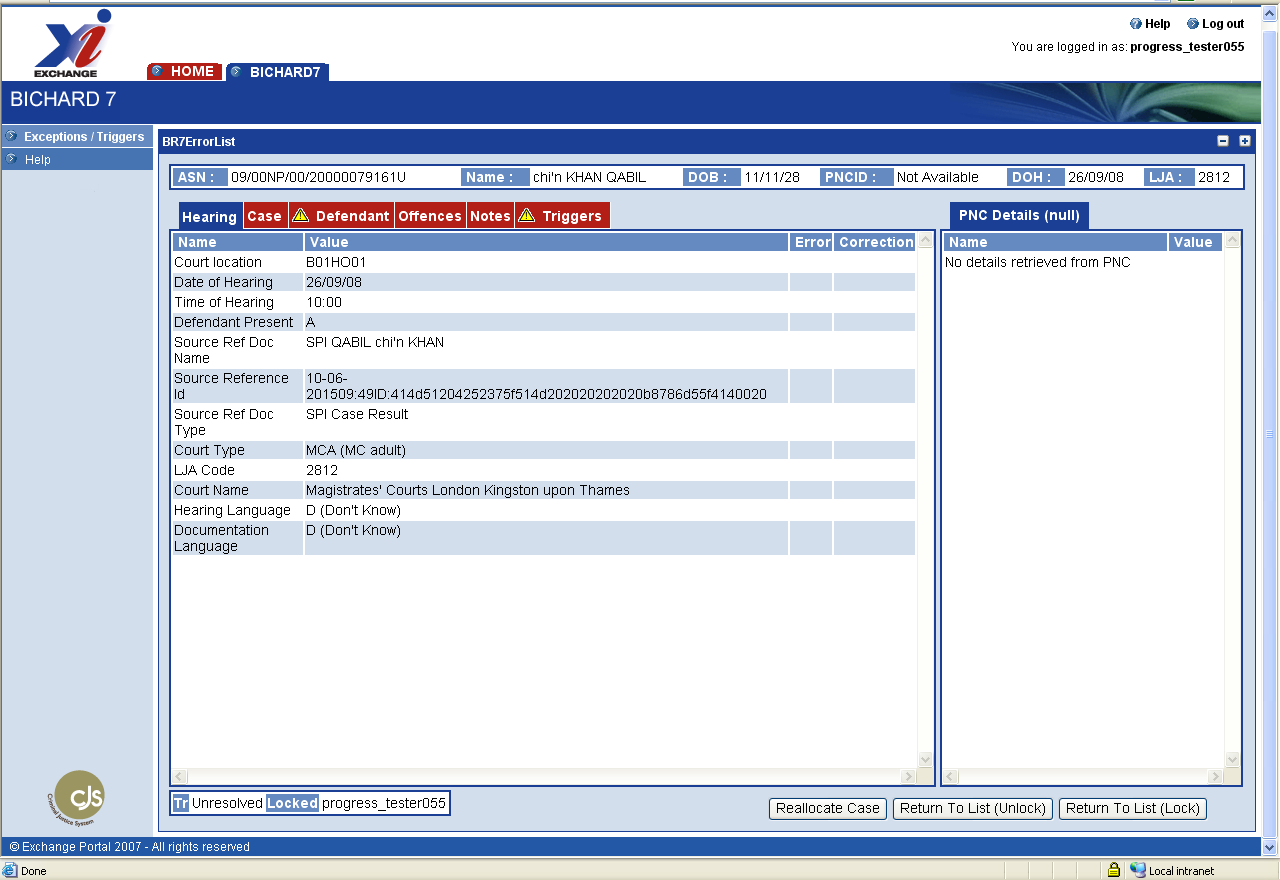 Help Log out
You are logged in as: progress_tester055
Xi
EXCHANGE
HOME BICHARD7
BICHARD 7
Exceptions / Triggers
Help
BR7ErrorList
ASN : 09/00NP/00/20000079161U Name : chi'n KHAN QABIL DOB : 11/11/28 PNCID : Not Available DOH : 26/09/08 LJA : 2812
Hearing Case Defendant Offences Notes Triggers
Name Value Error Correction
Court location B01HO01
Date of Hearing 26/09/08
Time of Hearing 10:00
Defendant Present A
Source Ref Doc SPI QABIL chi'n KHAN
Name
Source Reference 10-06-
Id 201509:49ID:414d51204252375f514d202020202020b8786d55f4140020
Source Ref Doc SPI Case Result
Type
Court Type MCA (MC adult)
LJA Code 2812
Court Name Magistrates' Courts London Kingston upon Thames
Hearing Language D (Don't Know)
Documentation D (Don't Know)
Language
PNC Details (null)
Name Value
No details retrieved from PNC
Tr Unresolved Locked progress_tester055
Reallocate Case Return To List (Unlock) Return To List (Lock)
cjs
Criminal Justice System
© Exchange Portal 2007 - All rights reserved
Done Local intranet